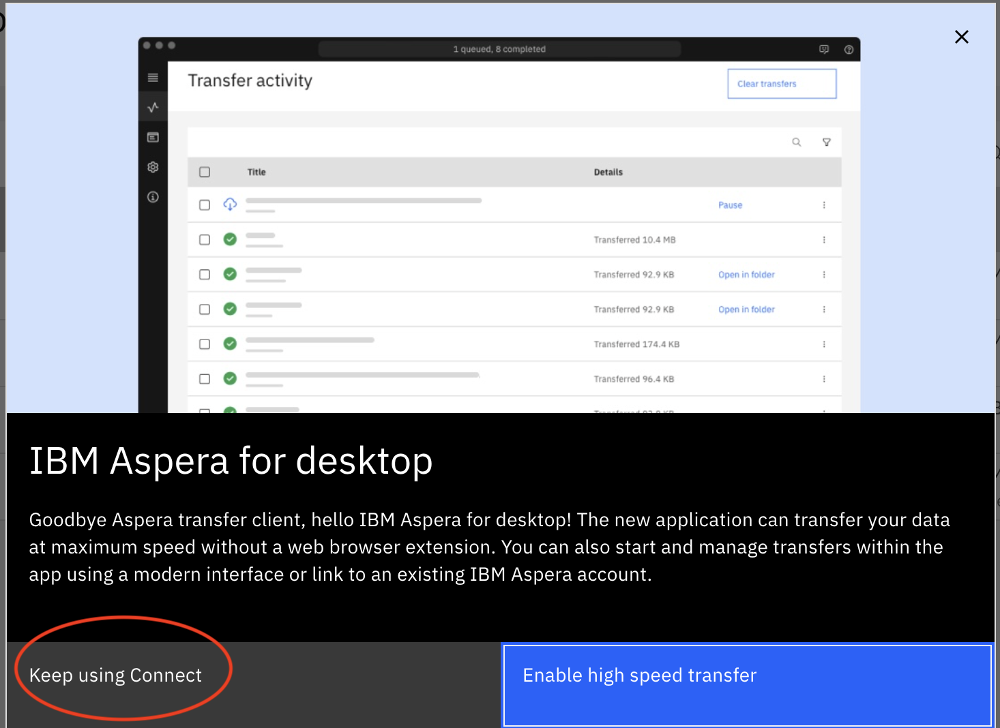 1 queued, 8 completed
Transfer activity
Clear transfers
Title Details
Pause
Transferred 10.4 MB
Transferred 92.9 KB Open in folder
Transferred 92.9 KB Open in folder
Transferred 174.4 KB
Transferred 96.4 KB
IBM Aspera for desktop
Goodbye Aspera transfer client, hello IBM Aspera for desktop! The new application can transfer your data
at maximum speed without a web browser extension. You can also start and manage transfers within the
app using a modern interface or link to an existing IBM Aspera account.
Keep using Connect
Enable high speed transfer